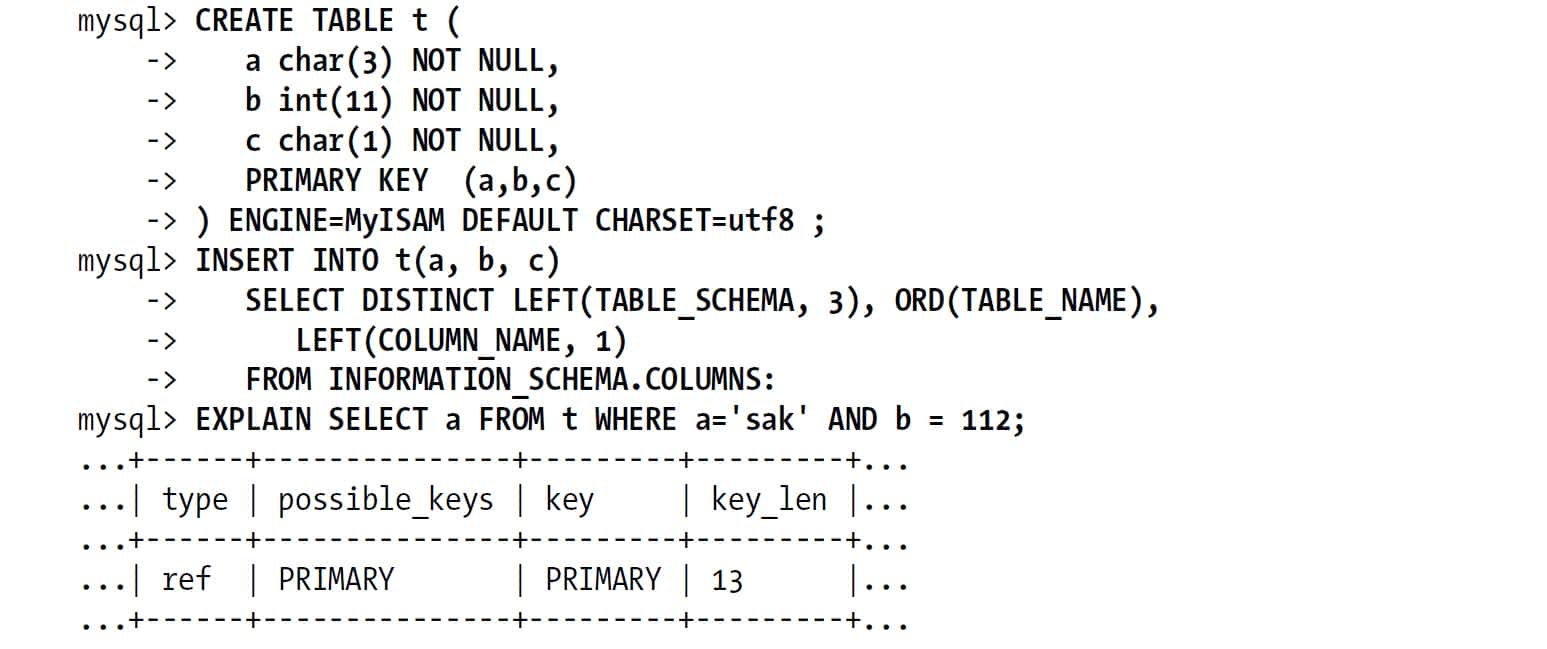 mysql> CREATE TABLE t (
    ->    a char(3) NOT NULL,
    ->    b int(11) NOT NULL,
    ->    c char(1) NOT NULL,
    ->    PRIMARY KEY  (a,b,c)
    -> ) ENGINE=MyISAM DEFAULT CHARSET=utf8 ;
mysql> INSERT INTO t(a, b, c)
    ->    SELECT DISTINCT LEFT(TABLE_SCHEMA, 3), ORD(TABLE_NAME),
    ->       LEFT(COLUMN_NAME, 1)
    ->    FROM INFORMATION_SCHEMA.COLUMNS:
mysql> EXPLAIN SELECT a FROM t WHERE a='sak' AND b = 112;
...+------+---------------+---------+---------+...
...| type | possible_keys | key     | key_len |...
...+------+---------------+---------+---------+...
...| ref  | PRIMARY       | PRIMARY | 13      |...
...+------+---------------+---------+---------+...